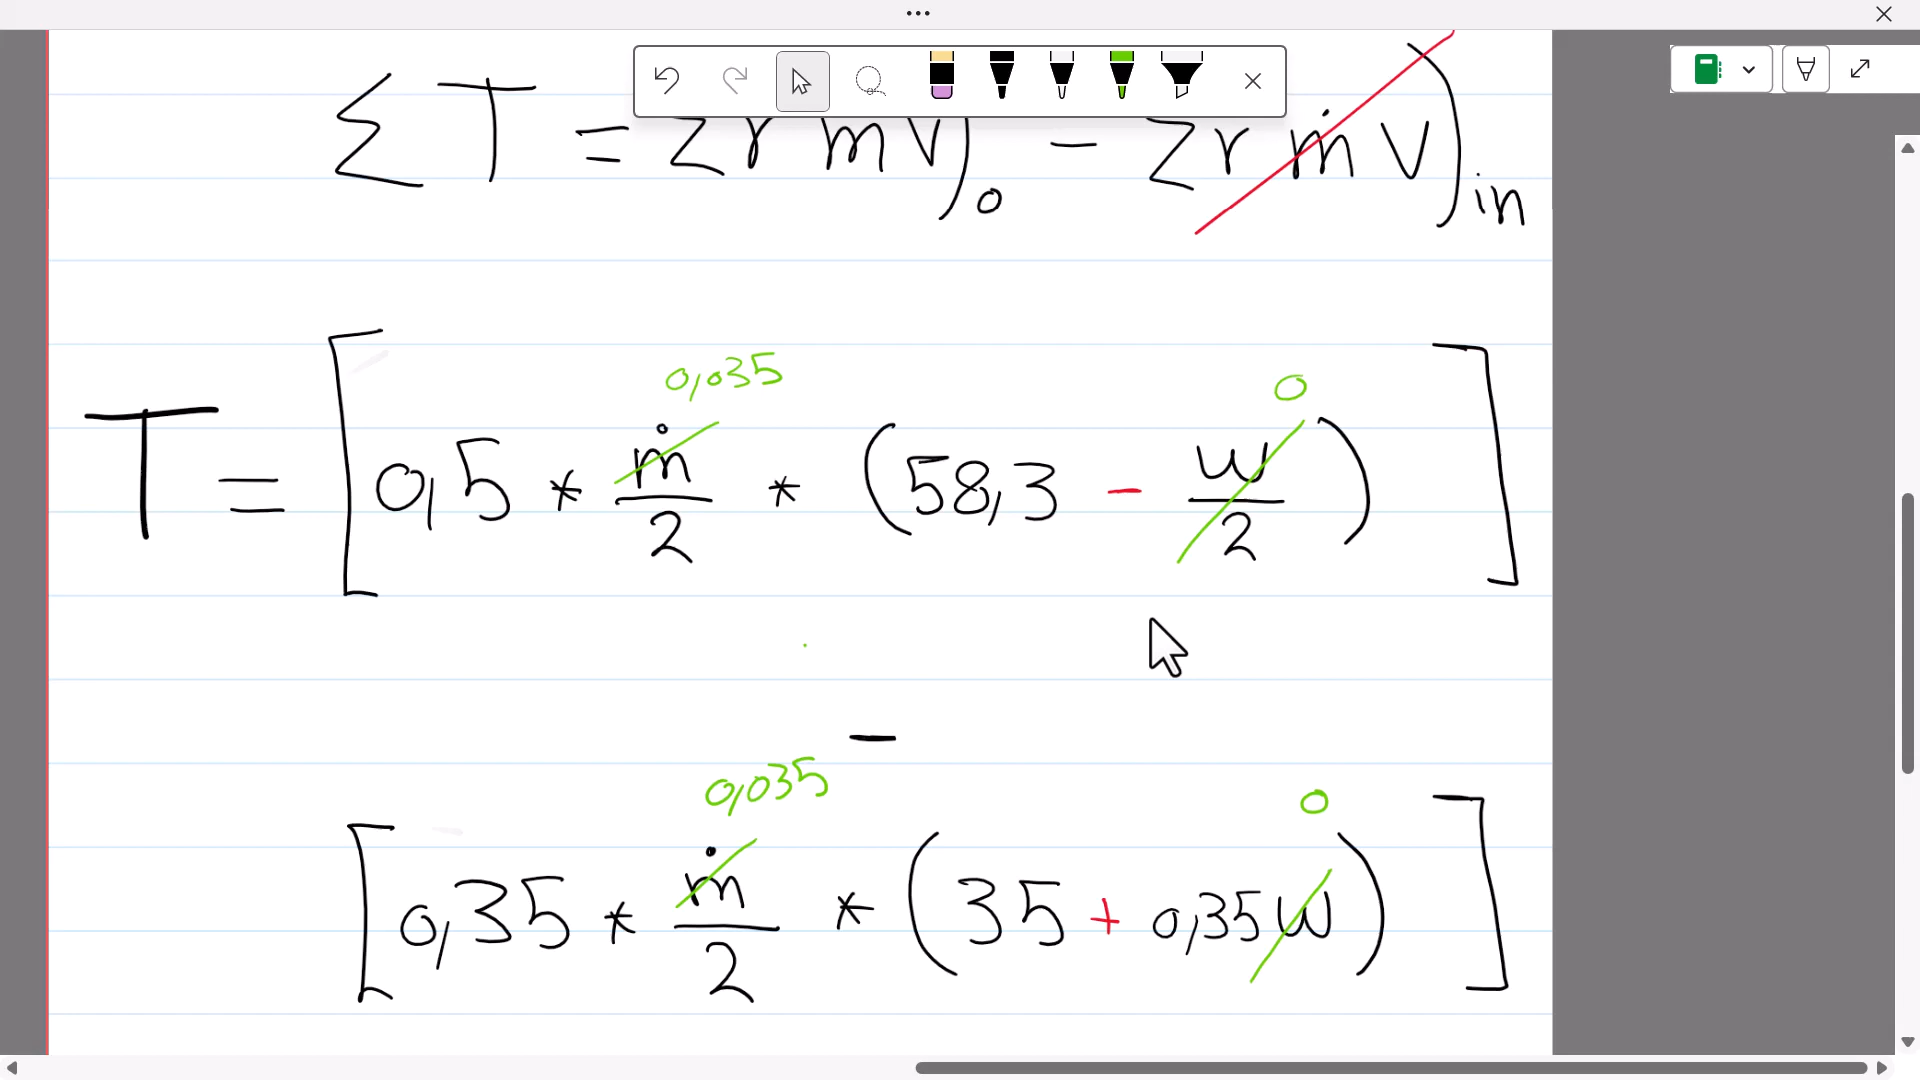 ΣT = Σr ṁ v)o − Σr ṁ v)in
0,035 0
T = [0,5 * ṁ/2 * (58,3 − w/2)]
−
0,035 0
[0,35 * ṁ/2 * (35 + 0,35w)]